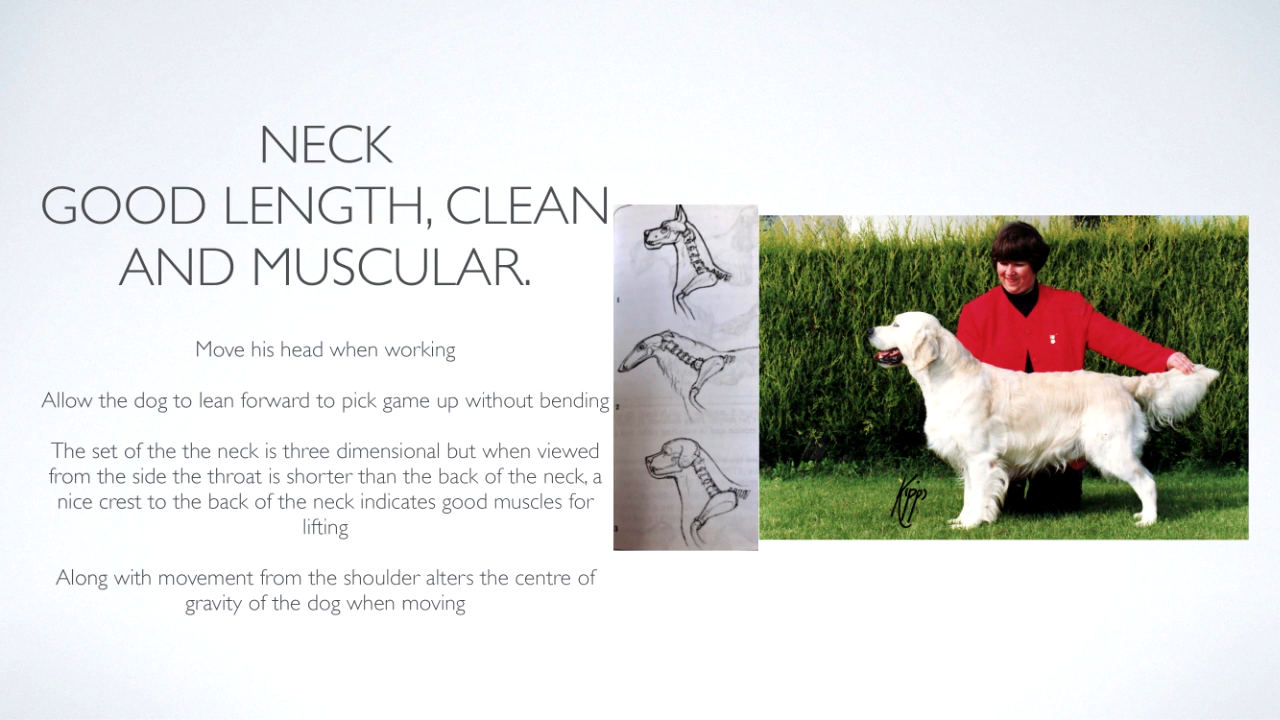 NECK
GOOD LENGTH, CLEAN
AND MUSCULAR.
Move his head when working
Allow the dog to lean forward to pick game up without bending
The set of the the neck is three dimensional but when viewed
from the side the throat is shorter than the back of the neck, a
nice crest to the back of the neck indicates good muscles for
lifting
Along with movement from the shoulder alters the centre of
gravity of the dog when moving
1
2
3
Kipps